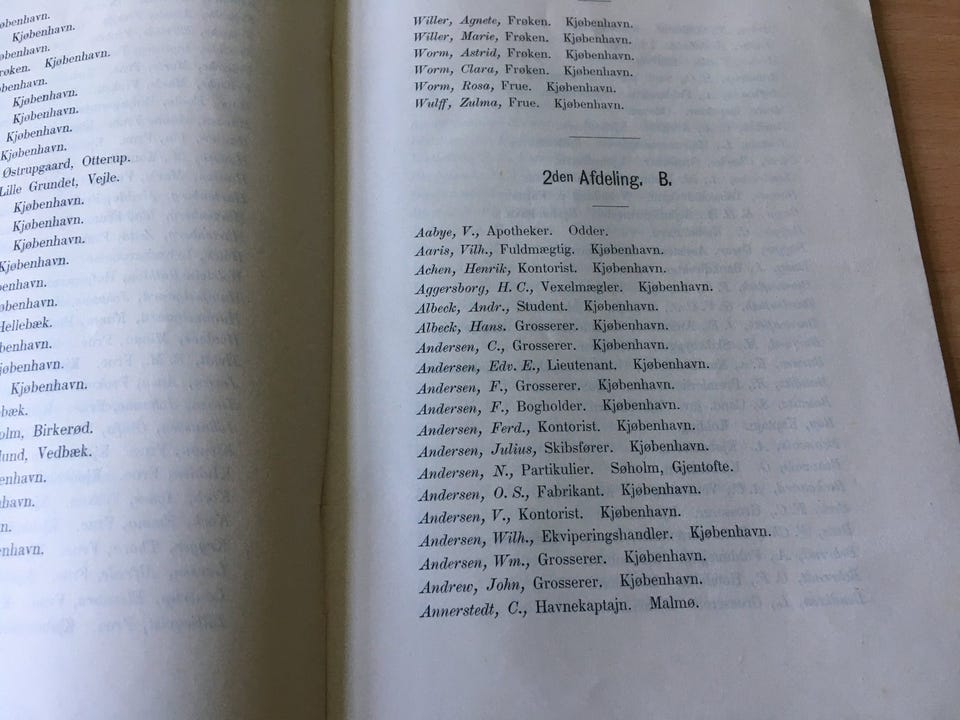 Kjøbenhavn.
Kjøbenhavn.
Kjøbenhavn.
Kjøbenhavn.
Kjøbenhavn.
Kjøbenhavn.
Kjøbenhavn.
Østrupgaard, Otterup.
Lille Grundet, Vejle.
Kjøbenhavn.
Kjøbenhavn.
Kjøbenhavn.
Kjøbenhavn.
Hellebæk.
Kjøbenhavn.
Birkerød.
Vedbæk.
Willer, Agnete, Frøken. Kjøbenhavn.
Willer, Marie, Frøken. Kjøbenhavn.
Worm, Astrid, Frøken. Kjøbenhavn.
Worm, Clara, Frøken. Kjøbenhavn.
Worm, Rosa, Frue. Kjøbenhavn.
Wulff, Zulma, Frue. Kjøbenhavn.
2den Afdeling. B.
Aabye, V., Apotheker. Odder.
Aaris, Vilh., Fuldmægtig. Kjøbenhavn.
Achen, Henrik, Kontorist. Kjøbenhavn.
Aggersborg, H. C., Vexelmægler. Kjøbenhavn.
Albeck, Andr., Student. Kjøbenhavn.
Albeck, Hans. Grosserer. Kjøbenhavn.
Andersen, C., Grosserer. Kjøbenhavn.
Andersen, Edv. E., Lieutenant. Kjøbenhavn.
Andersen, F., Grosserer. Kjøbenhavn.
Andersen, F., Bogholder. Kjøbenhavn.
Andersen, Ferd., Kontorist. Kjøbenhavn.
Andersen, Julius, Skibsfører. Kjøbenhavn.
Andersen, N., Partikulier. Søholm, Gjentofte.
Andersen, O. S., Fabrikant. Kjøbenhavn.
Andersen, V., Kontorist. Kjøbenhavn.
Andersen, Wilh., Ekviperingshandler. Kjøbenhavn.
Andersen, Wm., Grosserer. Kjøbenhavn.
Andrew, John, Grosserer. Kjøbenhavn.
Annerstedt, C., Havnekaptajn. Malmø.